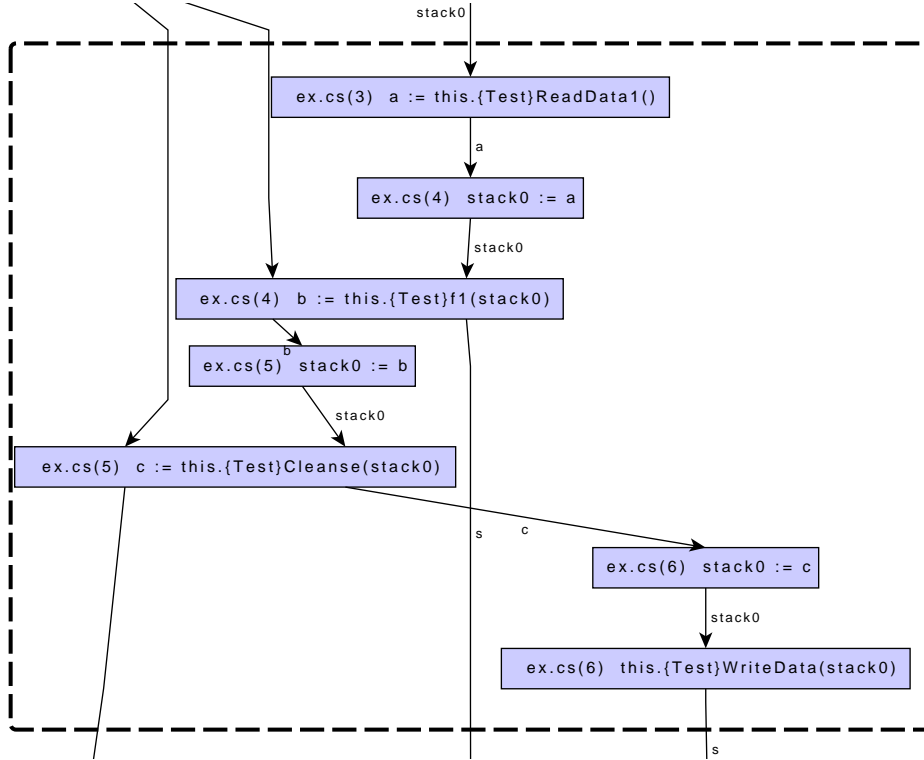 stack0
ex.cs(3) a := this.{Test}ReadData1()
a
ex.cs(4) stack0 := a
stack0
ex.cs(4) b := this.{Test}f1(stack0)
b
ex.cs(5) stack0 := b
stack0
ex.cs(5) c := this.{Test}Cleanse(stack0)
s
c
ex.cs(6) stack0 := c
stack0
ex.cs(6) this.{Test}WriteData(stack0)
s